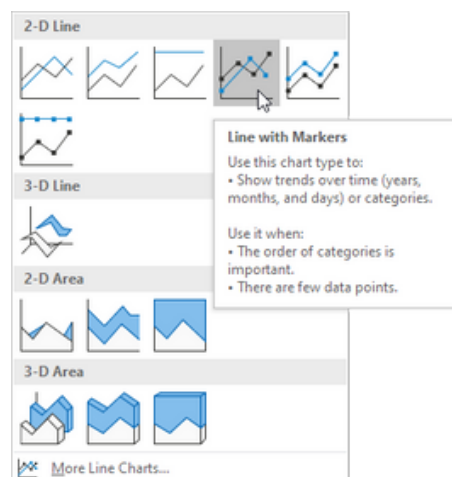 2-D Line
Line with Markers
Use this chart type to:
• Show trends over time (years,
months, and days) or categories.
Use it when:
• The order of categories is
important.
• There are few data points.
3-D Line
2-D Area
3-D Area
More Line Charts...